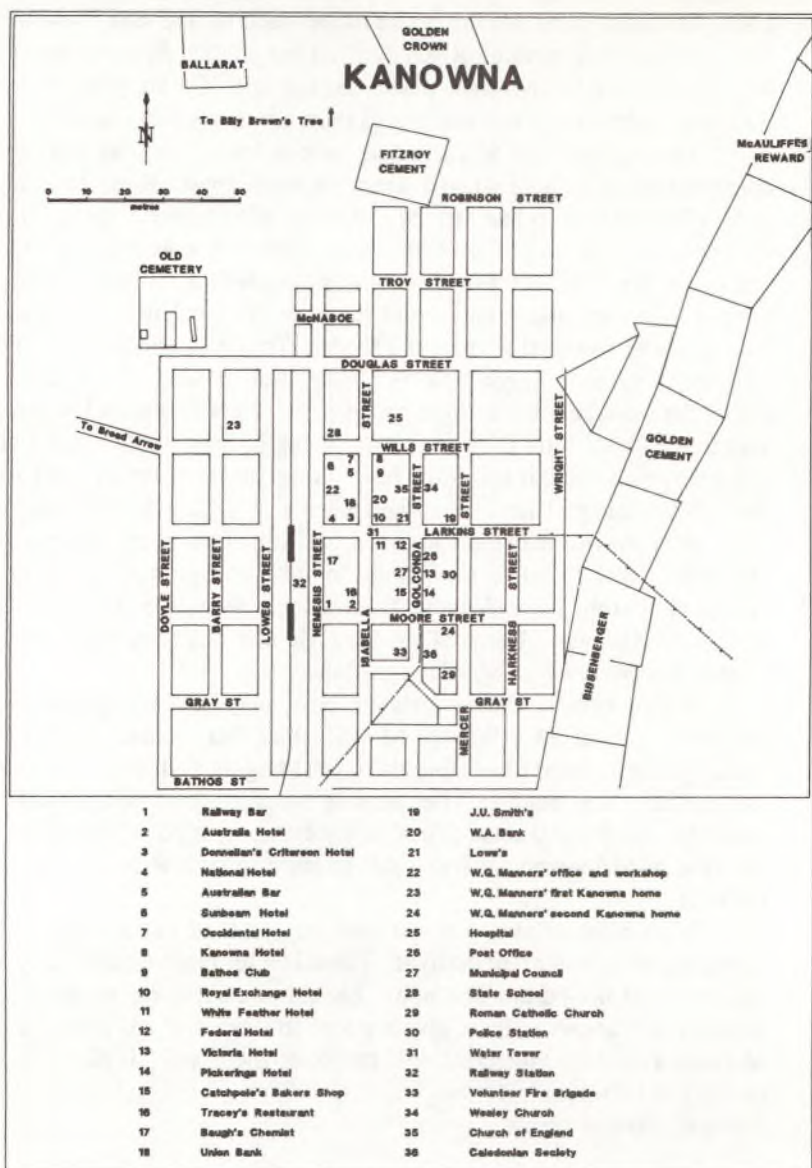 GOLDEN
CROWN
BALLARAT
KANOWNA
To Billy Brown's Tree
N
McAULIFFES
REWARD
FITZROY
CEMENT
0 10 20 30 40 50
metres
ROBINSON STREET
OLD
CEMETERY
TROY STREET
McNABOE
DOUGLAS STREET
STREET
23
25
28
To Broad Arrow
WILLS STREET
WRIGHT STREET
GOLDEN
CEMENT
7 8
6 5 9
22 35 34
STREET
STREET
18 20
4 3 10 21 19
31 LARKINS STREET
11 12
26
17
32
27 13 30
STREET
16 15 14
GOLCONDA
1 2
DOYLE STREET
BARRY STREET
LOWES STREET
NEMESIS STREET
MOORE STREET
ISABELLA
24
33 36
HARKNESS
29
BISSENBERGER
GRAY ST
GRAY ST
MERCER
BATHOS ST
1 Railway Bar
2 Australia Hotel
3 Donnellan's Critereon Hotel
4 National Hotel
5 Australian Bar
6 Sunbeam Hotel
7 Occidental Hotel
8 Kanowna Hotel
9 Bathos Club
10 Royal Exchange Hotel
11 White Feather Hotel
12 Federal Hotel
13 Victoria Hotel
14 Pickerings Hotel
15 Catchpole's Bakers Shop
16 Tracey's Restaurant
17 Baugh's Chemist
18 Union Bank
19 J.U. Smith's
20 W.A. Bank
21 Lowe's
22 W.G. Manners' office and workshop
23 W.G. Manners' first Kanowna home
24 W.G. Manners' second Kanowna home
25 Hospital
26 Post Office
27 Municipal Council
28 State School
29 Roman Catholic Church
30 Police Station
31 Water Tower
32 Railway Station
33 Volunteer Fire Brigade
34 Wesley Church
35 Church of England
36 Caledonian Society